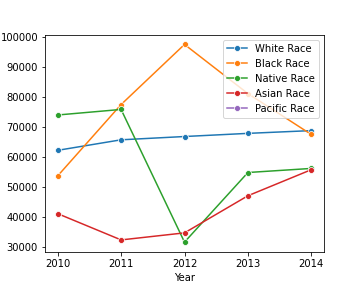 100000
90000
80000
70000
60000
50000
40000
30000
White Race
Black Race
Native Race
Asian Race
Pacific Race
2010 2011 2012 2013 2014
Year